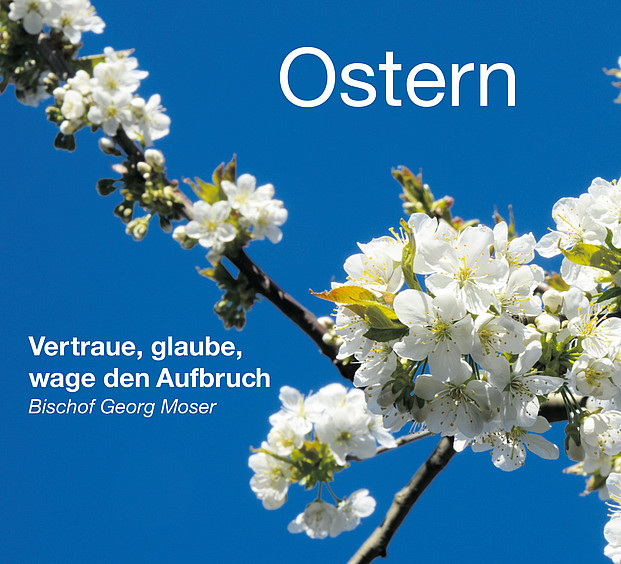 Ostern
Vertraue, glaube,
wage den Aufbruch
Bischof Georg Moser